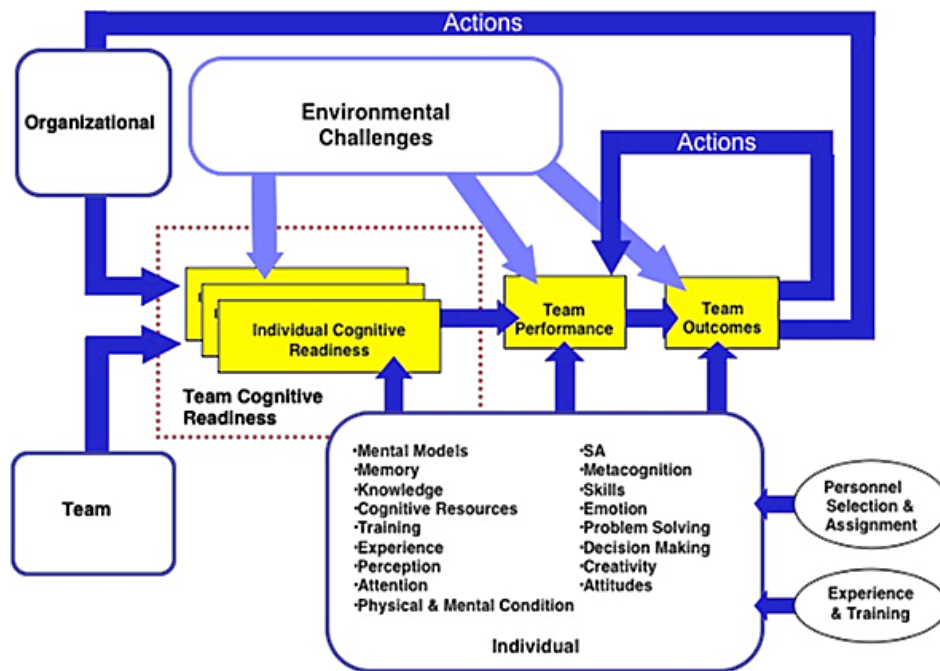 Actions
Organizational
Environmental
Challenges
Actions
Individual Cognitive
Readiness
Team
Performance
Team
Outcomes
Team Cognitive
Readiness
Team
•Mental Models
•Memory
•Knowledge
•Cognitive Resources
•Training
•Experience
•Perception
•Attention
•Physical & Mental Condition
•SA
•Metacognition
•Skills
•Emotion
•Problem Solving
•Decision Making
•Creativity
•Attitudes
Individual
Personnel
Selection &
Assignment
Experience
& Training